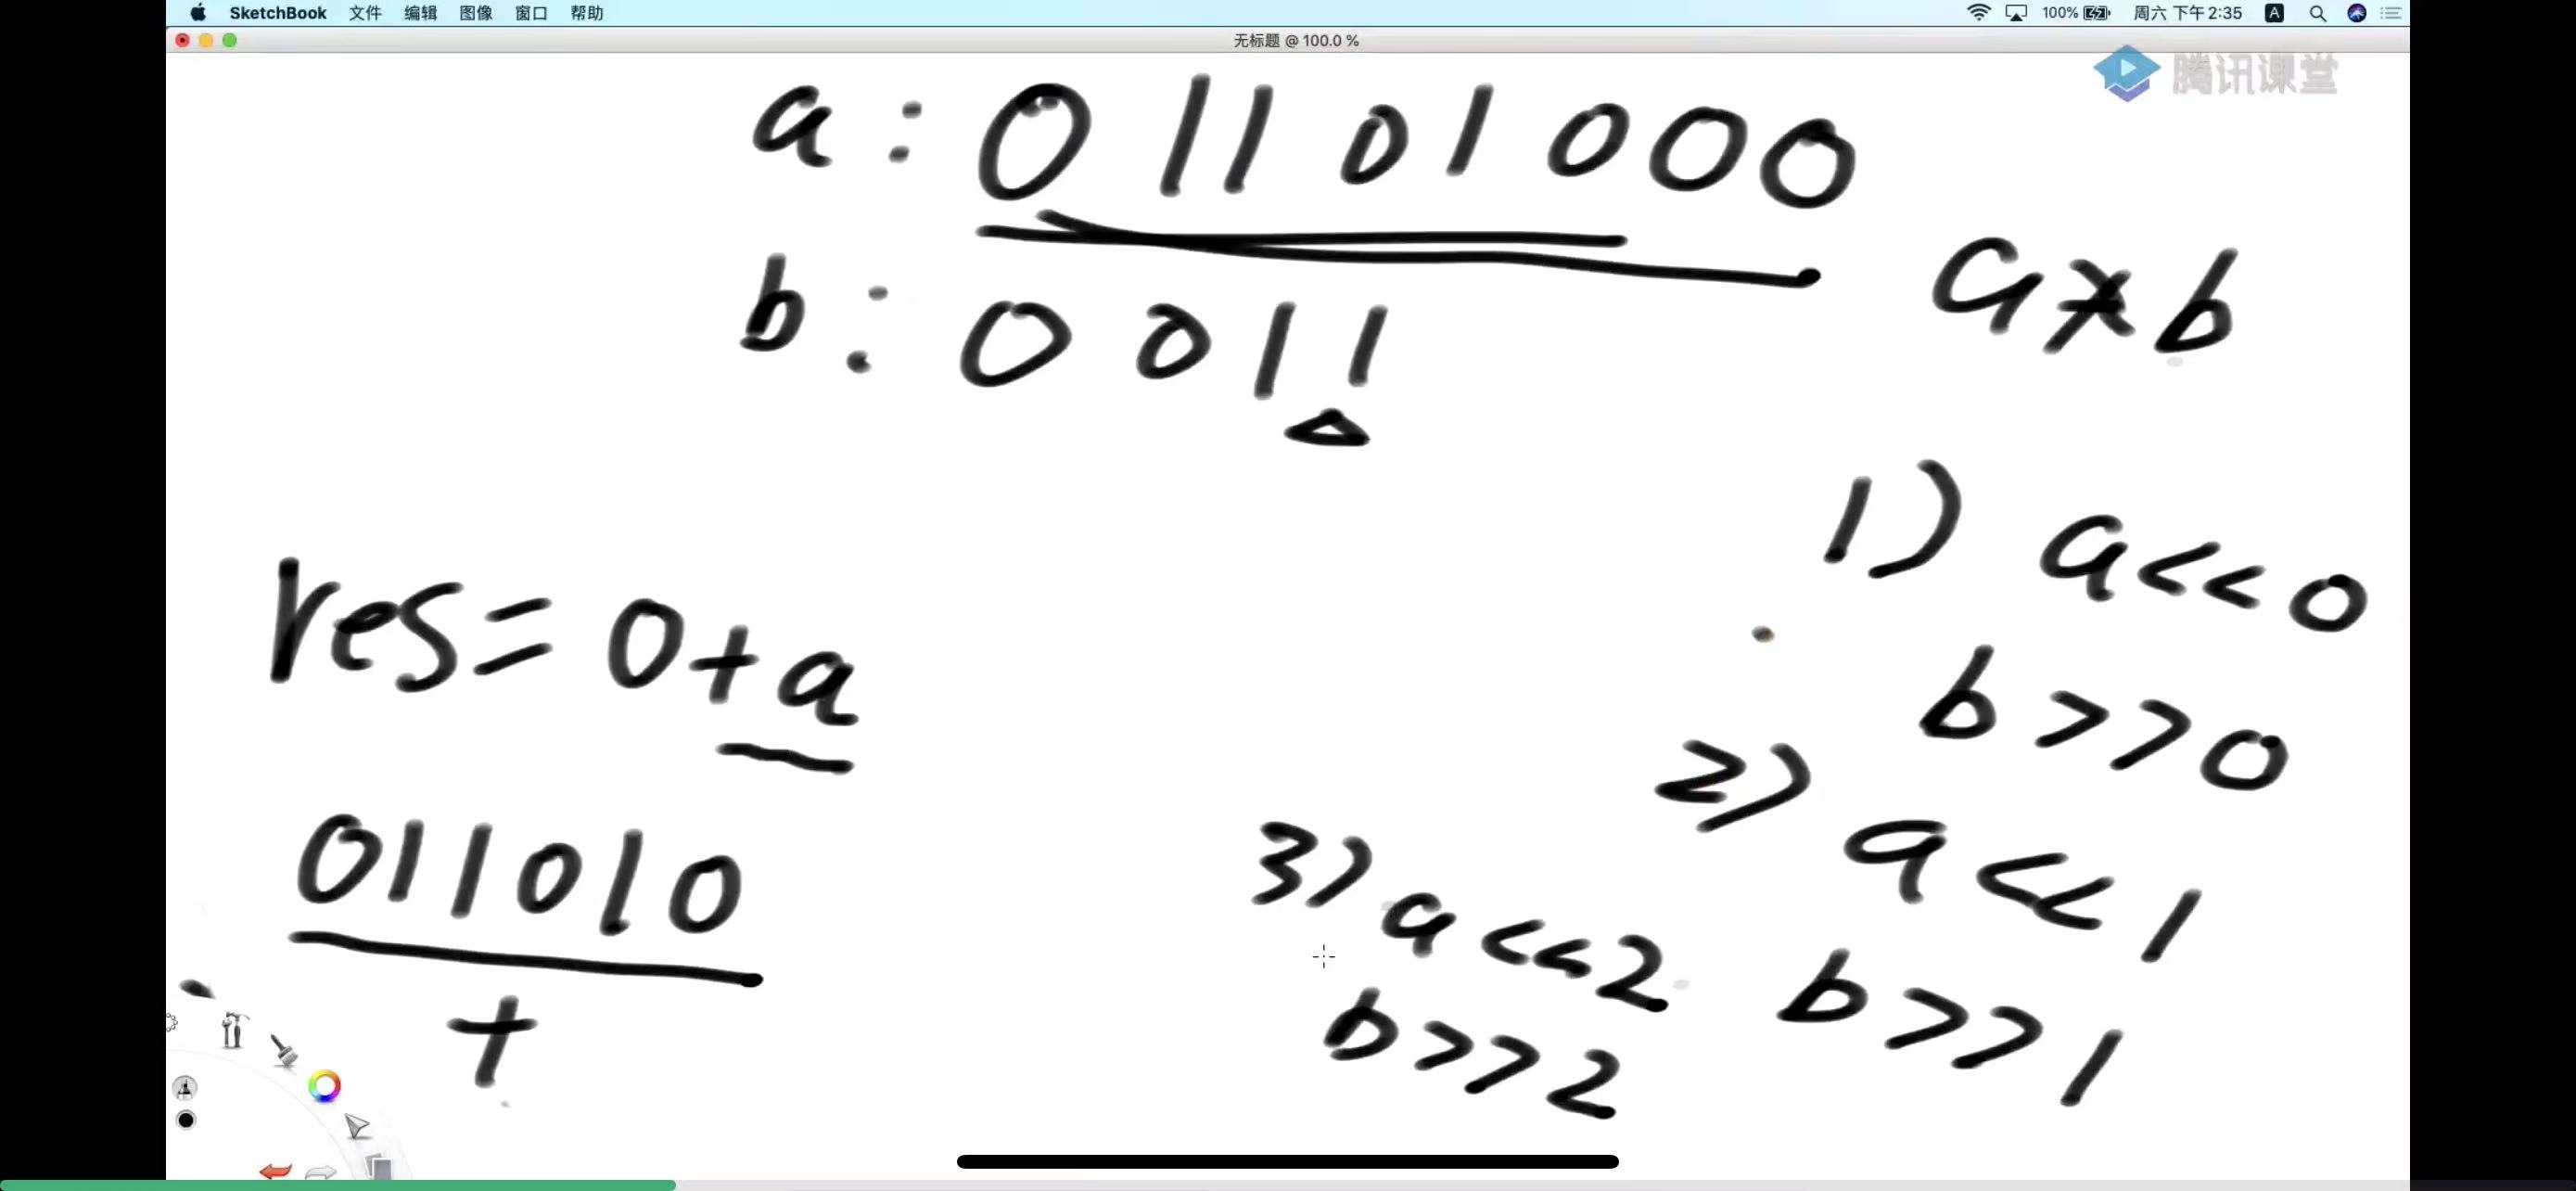 SketchBook 文件 编辑 图像 窗口 帮助 100% 周六 下午2:35 A
无标题 @ 100.0 %
腾讯课堂
a : 0 1 1 0 1 0 0 0
b : 0 0 1 1
a * b
1) a<<0
b>>0
res = 0+a
2) a<<1
b>>1
3) a<<2
b>>2
011010
+